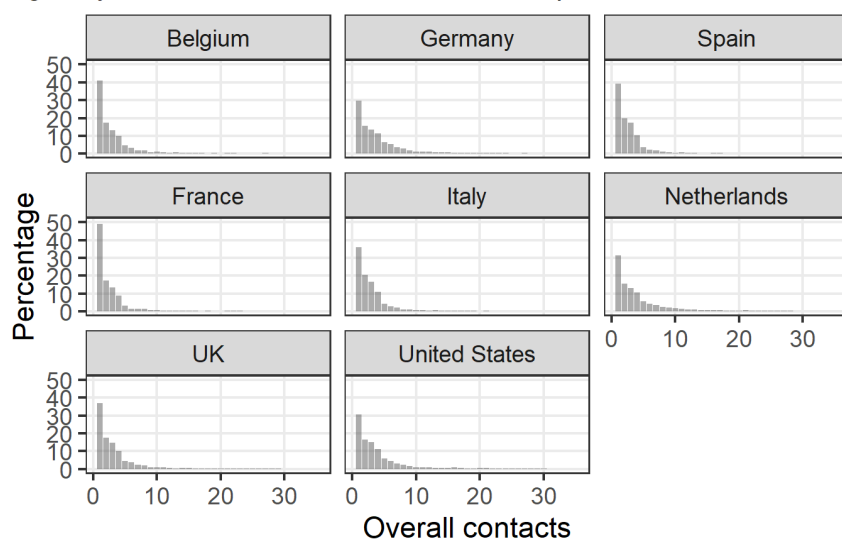 Belgium Germany Spain
50
40
30
20
10
0
France Italy Netherlands
50
40
30
20
10
0
0 10 20 30
UK United States
50
40
30
20
10
0
0 10 20 30 0 10 20 30
Percentage
Overall contacts